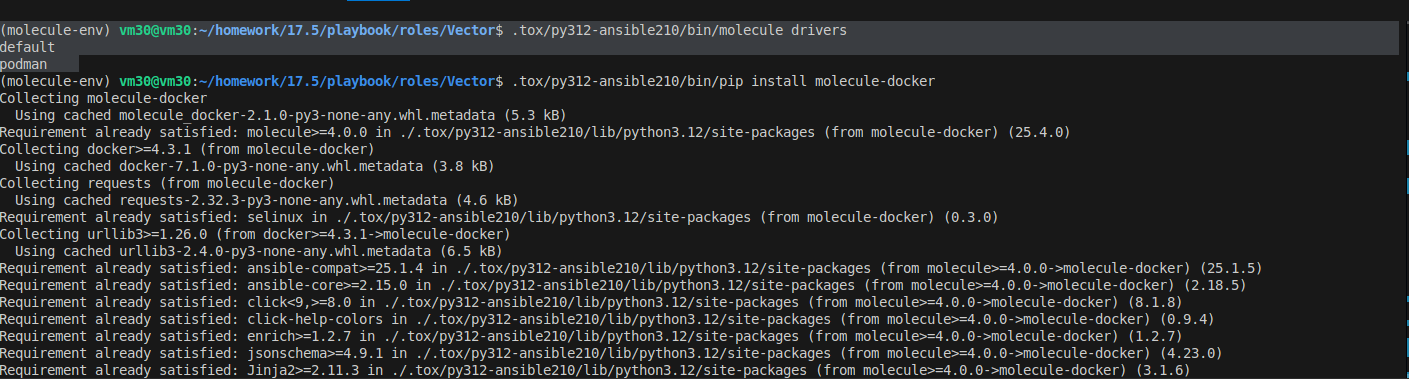 (molecule-env) vm30@vm30:~/homework/17.5/playbook/roles/Vector$ .tox/py312-ansible210/bin/molecule drivers
default
podman
(molecule-env) vm30@vm30:~/homework/17.5/playbook/roles/Vector$ .tox/py312-ansible210/bin/pip install molecule-docker
Collecting molecule-docker
  Using cached molecule_docker-2.1.0-py3-none-any.whl.metadata (5.3 kB)
Requirement already satisfied: molecule>=4.0.0 in ./.tox/py312-ansible210/lib/python3.12/site-packages (from molecule-docker) (25.4.0)
Collecting docker>=4.3.1 (from molecule-docker)
  Using cached docker-7.1.0-py3-none-any.whl.metadata (3.8 kB)
Collecting requests (from molecule-docker)
  Using cached requests-2.32.3-py3-none-any.whl.metadata (4.6 kB)
Requirement already satisfied: selinux in ./.tox/py312-ansible210/lib/python3.12/site-packages (from molecule-docker) (0.3.0)
Collecting urllib3>=1.26.0 (from docker>=4.3.1->molecule-docker)
  Using cached urllib3-2.4.0-py3-none-any.whl.metadata (6.5 kB)
Requirement already satisfied: ansible-compat>=25.1.4 in ./.tox/py312-ansible210/lib/python3.12/site-packages (from molecule>=4.0.0->molecule-docker) (25.1.5)
Requirement already satisfied: ansible-core>=2.15.0 in ./.tox/py312-ansible210/lib/python3.12/site-packages (from molecule>=4.0.0->molecule-docker) (2.18.5)
Requirement already satisfied: click<9,>=8.0 in ./.tox/py312-ansible210/lib/python3.12/site-packages (from molecule>=4.0.0->molecule-docker) (8.1.8)
Requirement already satisfied: click-help-colors in ./.tox/py312-ansible210/lib/python3.12/site-packages (from molecule>=4.0.0->molecule-docker) (0.9.4)
Requirement already satisfied: enrich>=1.2.7 in ./.tox/py312-ansible210/lib/python3.12/site-packages (from molecule>=4.0.0->molecule-docker) (1.2.7)
Requirement already satisfied: jsonschema>=4.9.1 in ./.tox/py312-ansible210/lib/python3.12/site-packages (from molecule>=4.0.0->molecule-docker) (4.23.0)
Requirement already satisfied: Jinja2>=2.11.3 in ./.tox/py312-ansible210/lib/python3.12/site-packages (from molecule>=4.0.0->molecule-docker) (3.1.6)